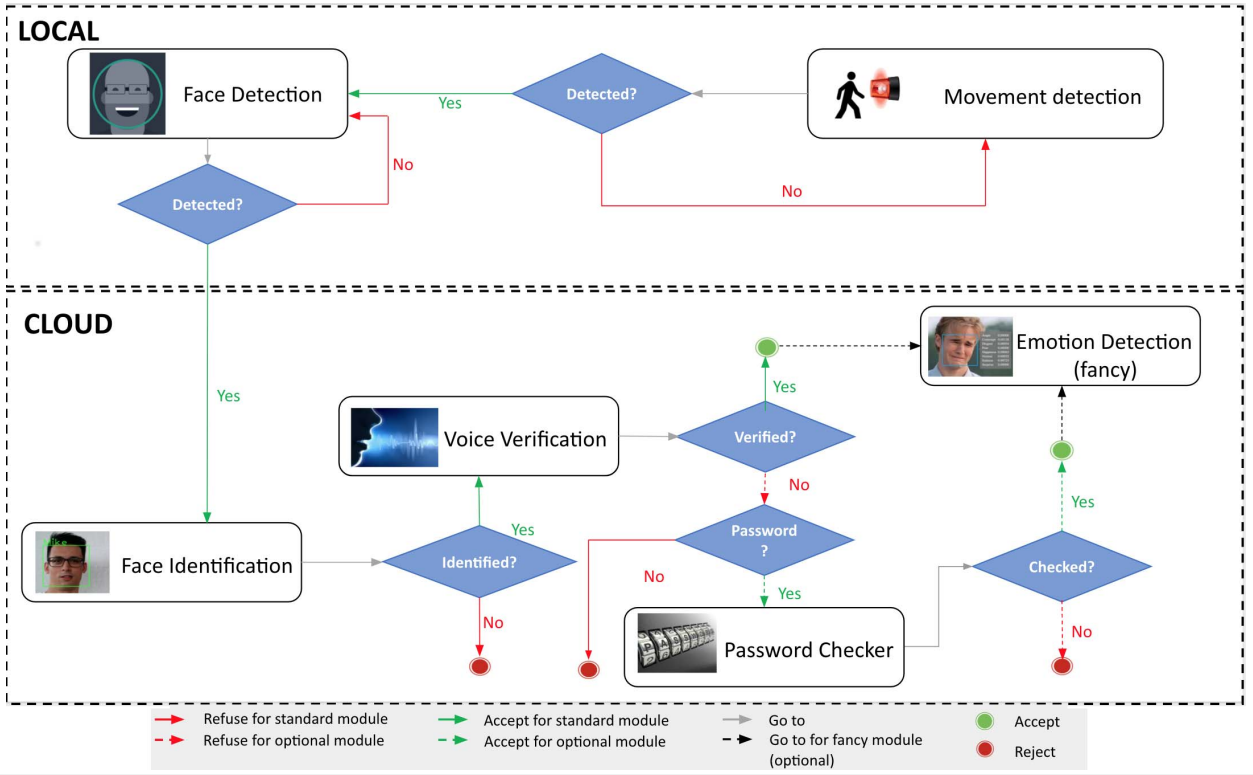 LOCAL
Face Detection
Detected?
Yes
No
Detected?
Movement detection
No
CLOUD
Yes
Emotion Detection
(fancy)
Yes
Voice Verification
Verified?
No
Yes
Yes
Password
?
Face Identification
Identified?
No
Yes
Checked?
No
Password Checker
No
Refuse for standard module
Refuse for optional module
Accept for standard module
Accept for optional module
Go to
Go to for fancy module
(optional)
Accept
Reject